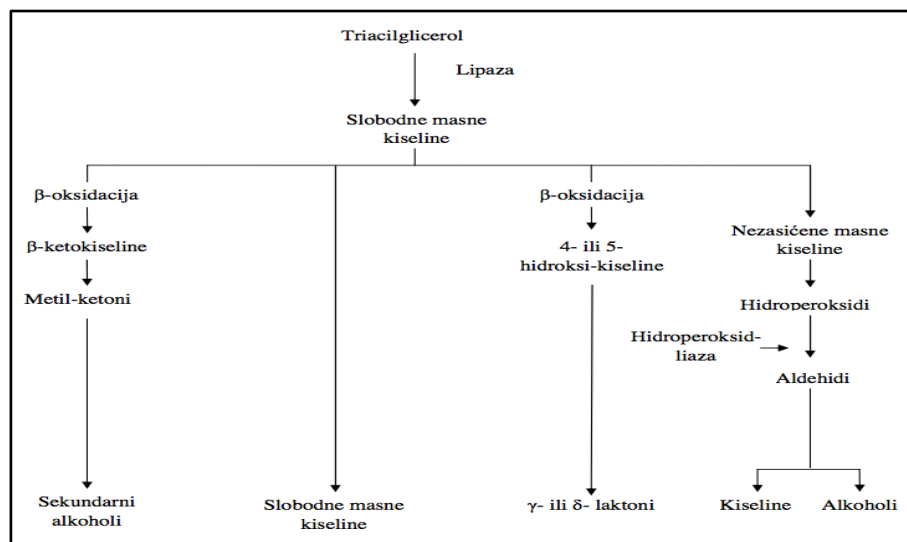 Triacilglicerol
Lipaza
Slobodne masne
kiseline
β-oksidacija
β-ketokiseline
Metil-ketoni
Sekundarni
alkoholi
Slobodne masne
kiseline
β-oksidacija
4- ili 5-
hidroksi-kiseline
γ- ili δ- laktoni
Nezasićene masne
kiseline
Hidroperoksidi
Hidroperoksid-
liaza
Aldehidi
Kiseline
Alkoholi